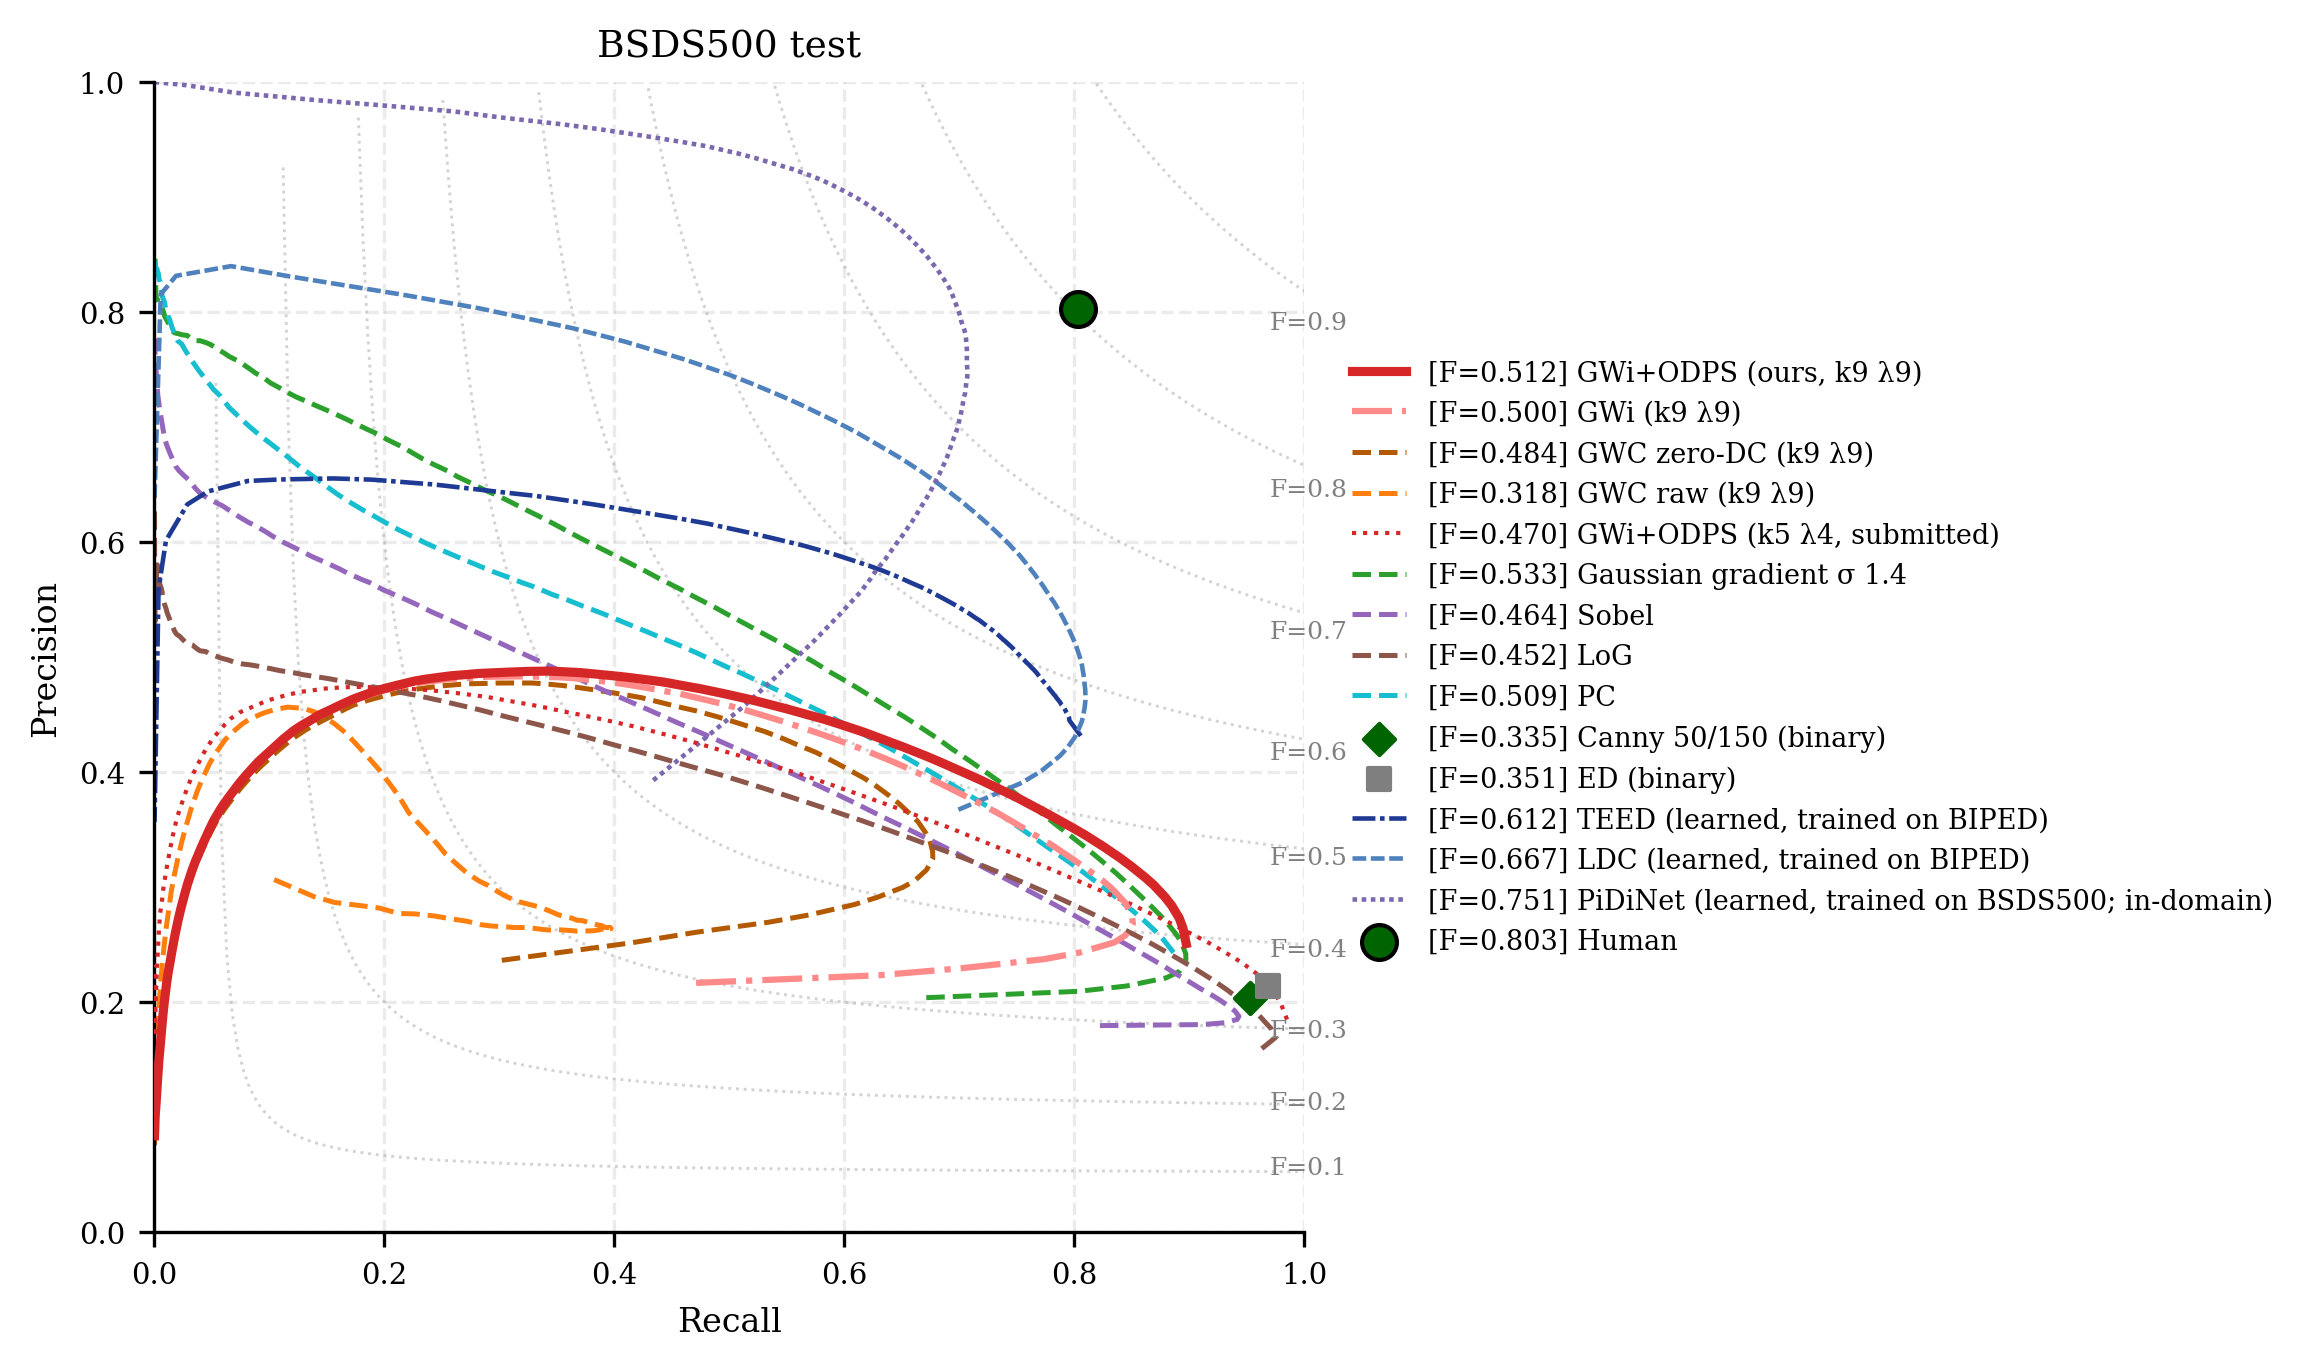 BSDS500 test
1.0
0.8
0.6
0.4
0.2
0.0
Precision
0.0 0.2 0.4 0.6 0.8 1.0
Recall
F=0.9
F=0.8
F=0.7
F=0.6
F=0.5
F=0.4
F=0.3
F=0.2
F=0.1
[F=0.512] GWi+ODPS (ours, k9 λ9)
[F=0.500] GWi (k9 λ9)
[F=0.484] GWC zero-DC (k9 λ9)
[F=0.318] GWC raw (k9 λ9)
[F=0.470] GWi+ODPS (k5 λ4, submitted)
[F=0.533] Gaussian gradient σ 1.4
[F=0.464] Sobel
[F=0.452] LoG
[F=0.509] PC
[F=0.335] Canny 50/150 (binary)
[F=0.351] ED (binary)
[F=0.612] TEED (learned, trained on BIPED)
[F=0.667] LDC (learned, trained on BIPED)
[F=0.751] PiDiNet (learned, trained on BSDS500; in-domain)
[F=0.803] Human